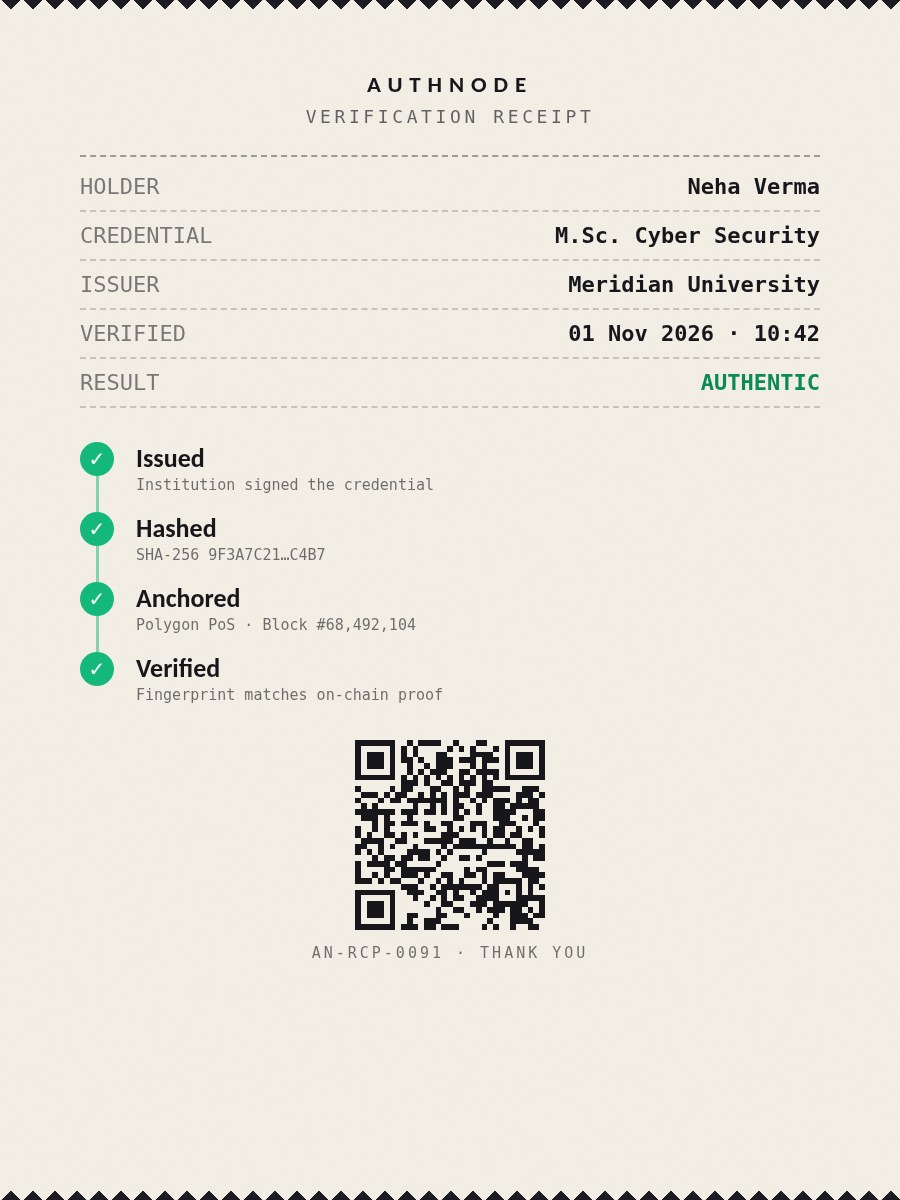 AUTHNODE
VERIFICATION RECEIPT
HOLDER Neha Verma
CREDENTIAL M.Sc. Cyber Security
ISSUER Meridian University
VERIFIED 01 Nov 2026 · 10:42
RESULT AUTHENTIC
✓ Issued
Institution signed the credential
✓ Hashed
SHA-256 9F3A7C21…C4B7
✓ Anchored
Polygon PoS · Block #68,492,104
✓ Verified
Fingerprint matches on-chain proof
AN-RCP-0091 · THANK YOU